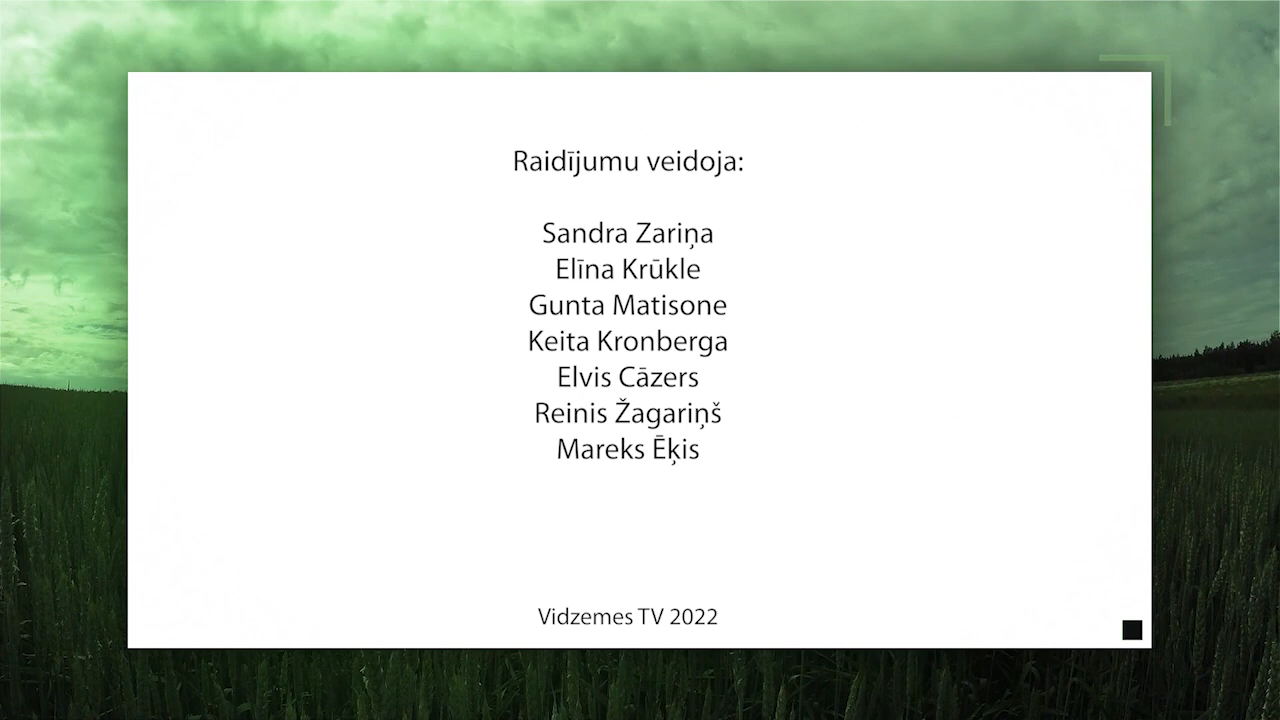 Raidījumu veidoja:
Sandra Zariņa
Elīna Krūkle
Gunta Matisone
Keita Kronberga
Elvis Cāzers
Reinis Žagariņš
Mareks Ēķis
Vidzemes TV 2022